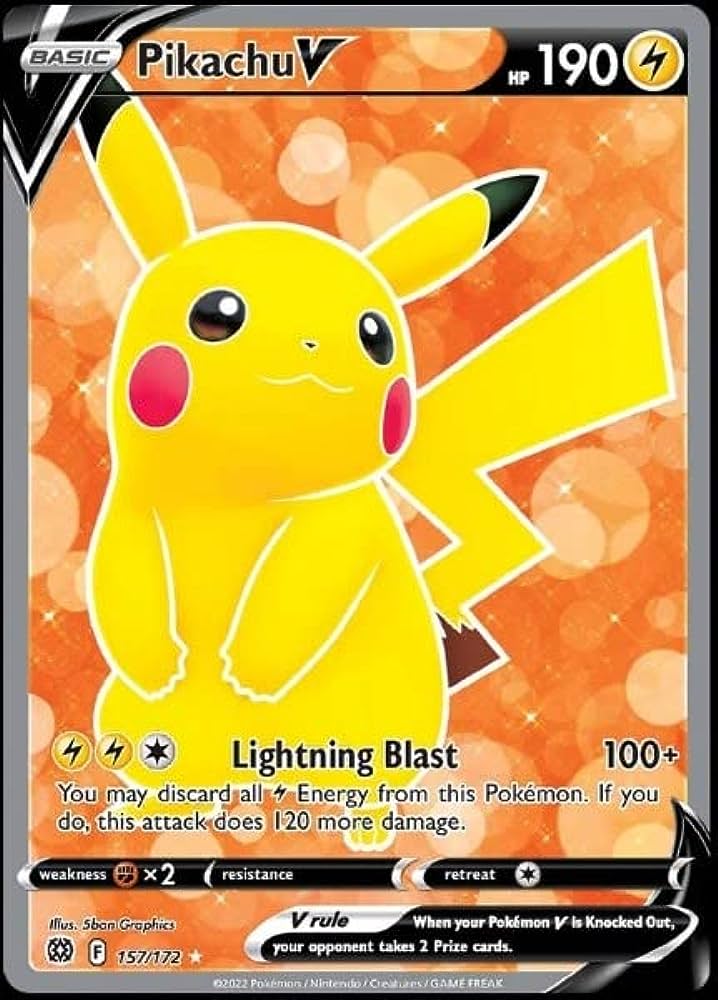 BASIC
Pikachu V
HP 190
Lightning Blast 100+
You may discard all Energy from this Pokémon. If you
do, this attack does 120 more damage.
weakness ×2 resistance retreat
Illus. 5ban Graphics
V rule When your Pokémon V is Knocked Out,
your opponent takes 2 Prize cards.
F 157/172
©2022 Pokémon / Nintendo / Creatures / GAME FREAK